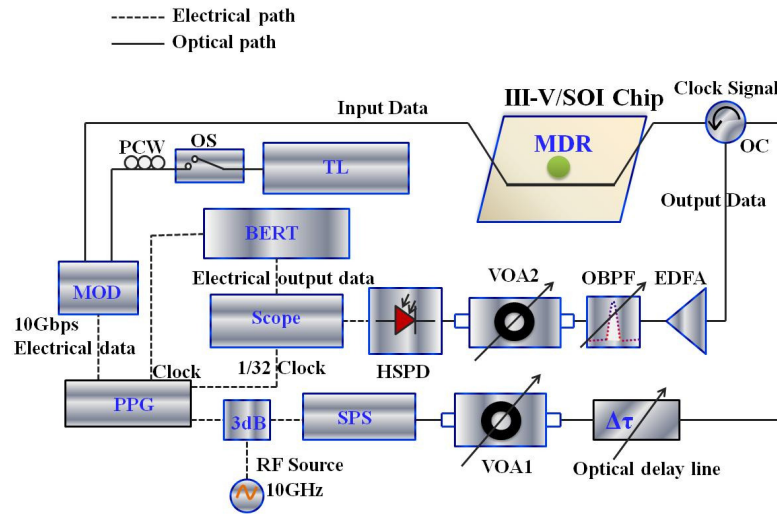 Electrical path
Optical path
Clock Signal
III-V/SOI Chip
Input Data
MDR
OC
PCW
OS
TL
Output Data
BERT
Electrical output data
VOA2
OBPF
EDFA
MOD
Scope
10Gbps
Electrical data
HSPD
Clock
1/32 Clock
PPG
3dB
SPS
Δτ
RF Source
10GHz
VOA1
Optical delay line